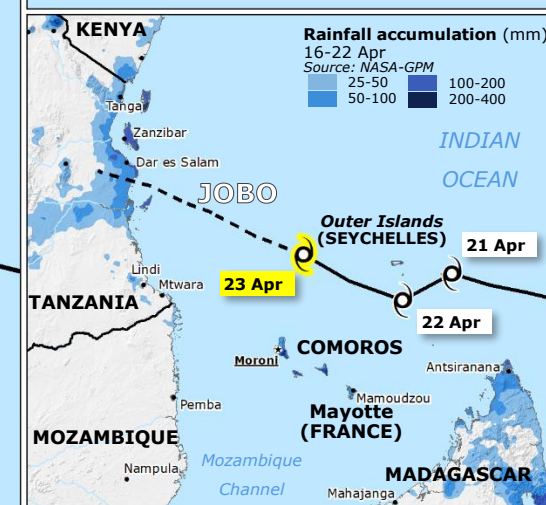 KENYA
Rainfall accumulation (mm)
16-22 Apr
Source: NASA-GPM
25-50
100-200
50-100
200-400
Tanga
Zanzibar
Dar es Salam
INDIAN
OCEAN
JOBO
Outer Islands
(SEYCHELLES)
21 Apr
23 Apr
22 Apr
Lindi
Mtwara
TANZANIA
Moroni
COMOROS
Antsiranana
Mamoudzou
Pemba
Mayotte
(FRANCE)
MOZAMBIQUE
Nampula
Mozambique
Channel
MADAGASCAR
Mahajanga